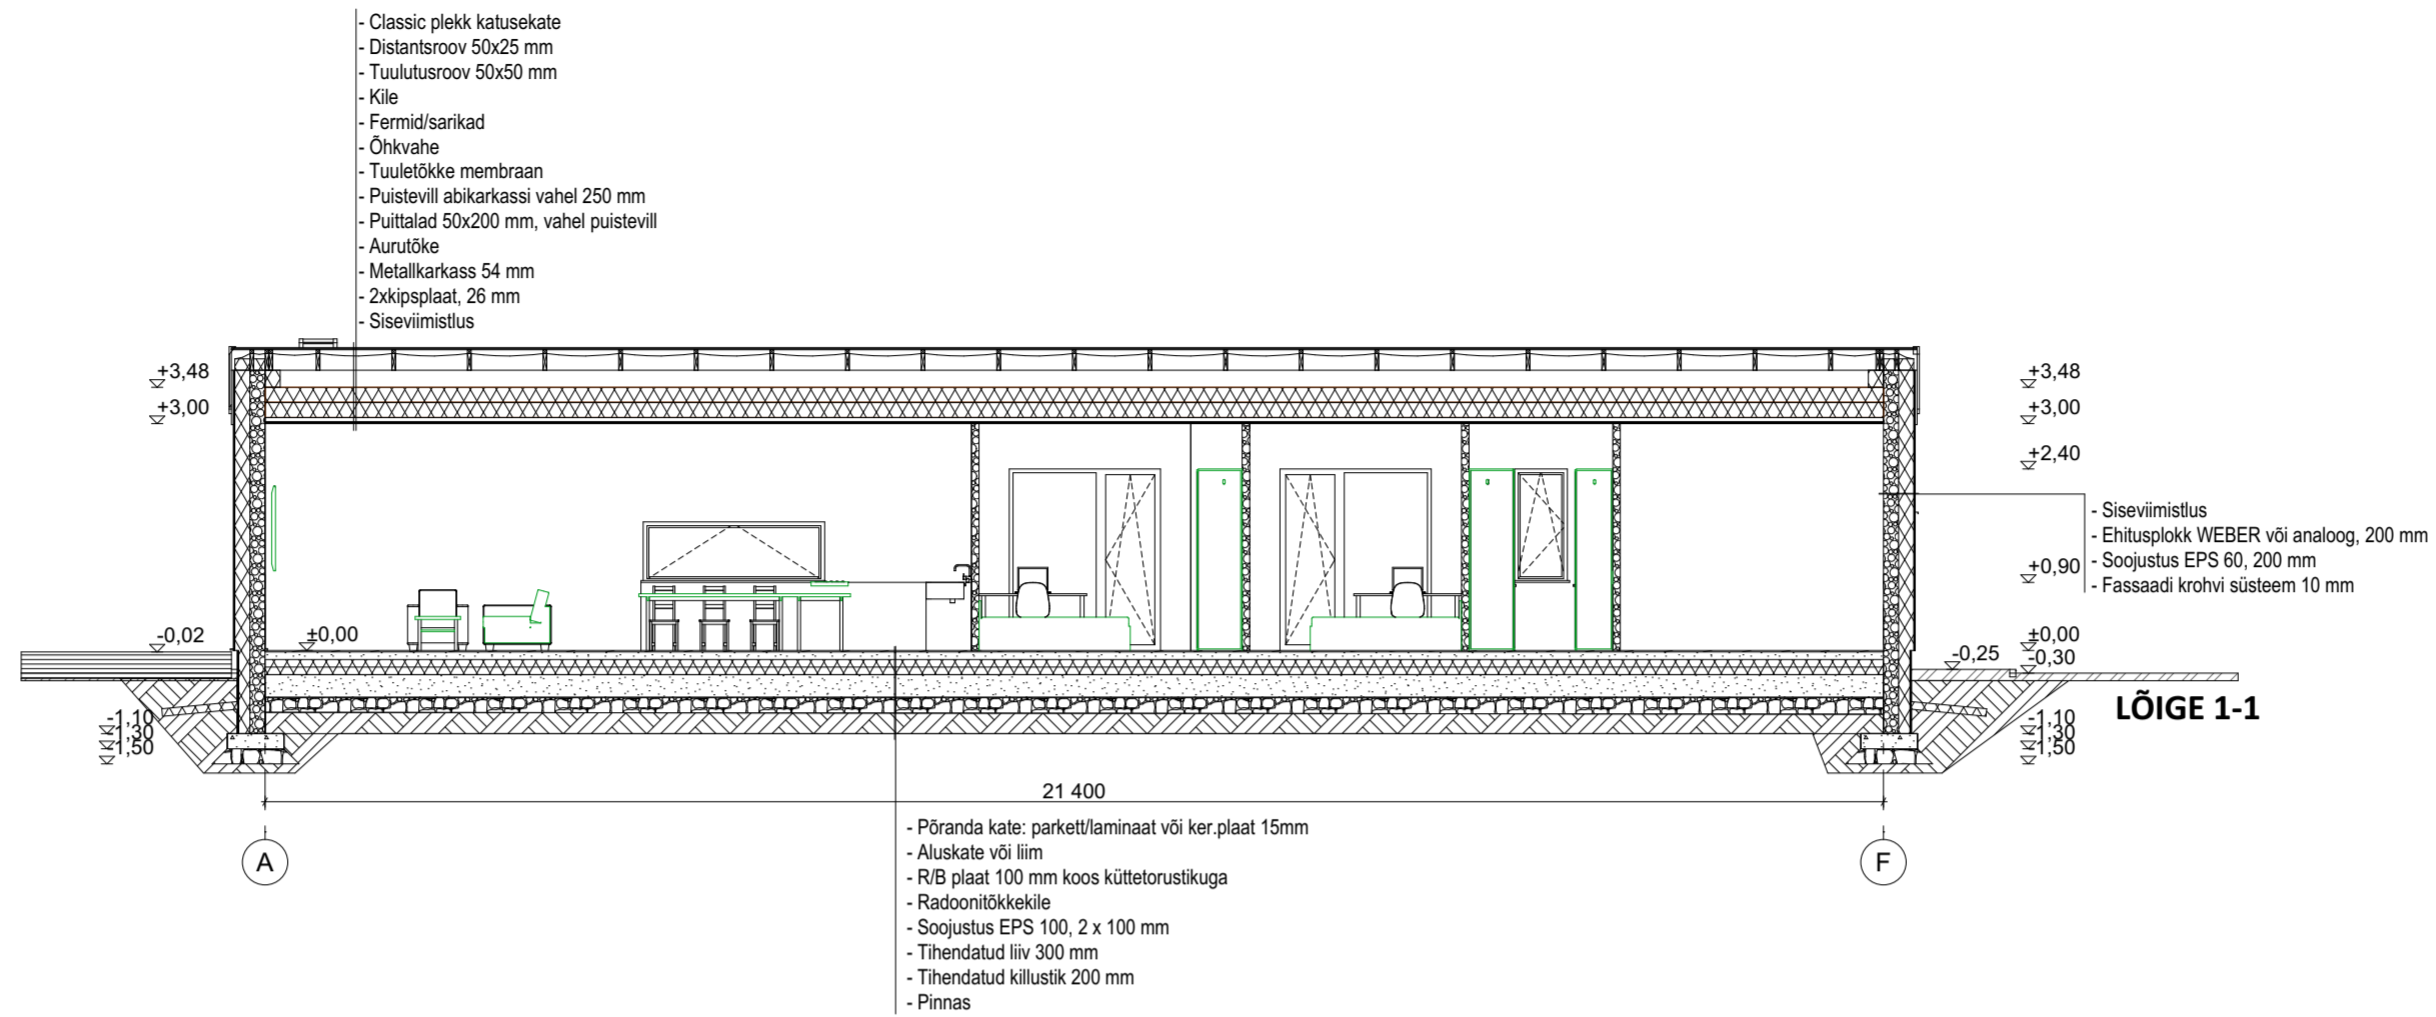 - Classic plekk katusekate
- Distantsroov 50x25 mm
- Tuulutusroov 50x50 mm
- Kile
- Fermid/sarikad
- Õhkvahe
- Tuuletõkke membraan
- Puistevill abikarkassi vahel 250 mm
- Puittalad 50x200 mm, vahel puistevill
- Aurutõke
- Metallkarkass 54 mm
- 2xkipsplaat, 26 mm
- Siseviimistlus
+3,48
+3,00
-0,02
±0,00
-1,10
-1,30
-1,50
+3,48
+3,00
+2,40
+0,90
±0,00
-0,25
-0,30
-1,10
-1,30
-1,50
- Siseviimistlus
- Ehitusplokk WEBER või analoog, 200 mm
- Soojustus EPS 60, 200 mm
- Fassaadi krohvi süsteem 10 mm
LÕIGE 1-1
21 400
A
F
- Põranda kate: parkett/laminaat või ker.plaat 15mm
- Aluskate või liim
- R/B plaat 100 mm koos küttetorustikuga
- Radoonitõkkekile
- Soojustus EPS 100, 2 x 100 mm
- Tihendatud liiv 300 mm
- Tihendatud killustik 200 mm
- Pinnas